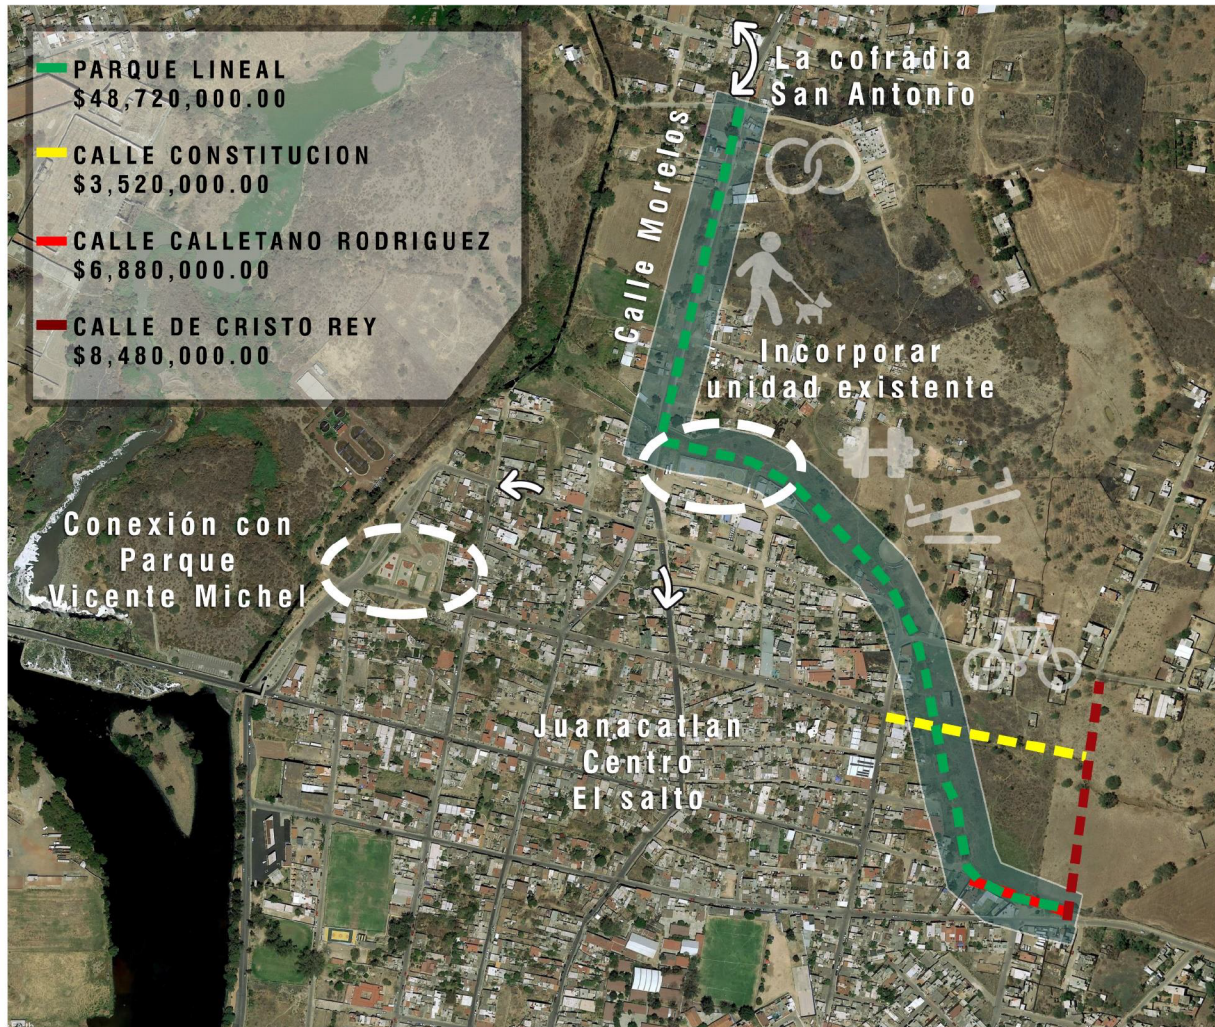 PARQUE LINEAL
$48,720,000.00
CALLE CONSTITUCION
$3,520,000.00
CALLE CALLETANO RODRIGUEZ
$6,880,000.00
CALLE DE CRISTO REY
$8,480,000.00
La cofradia
San Antonio
Calle Morelos
Incorporar
unidad existente
Conexión con
Parque
Vicente Michel
Juanacatlan
Centro
El salto